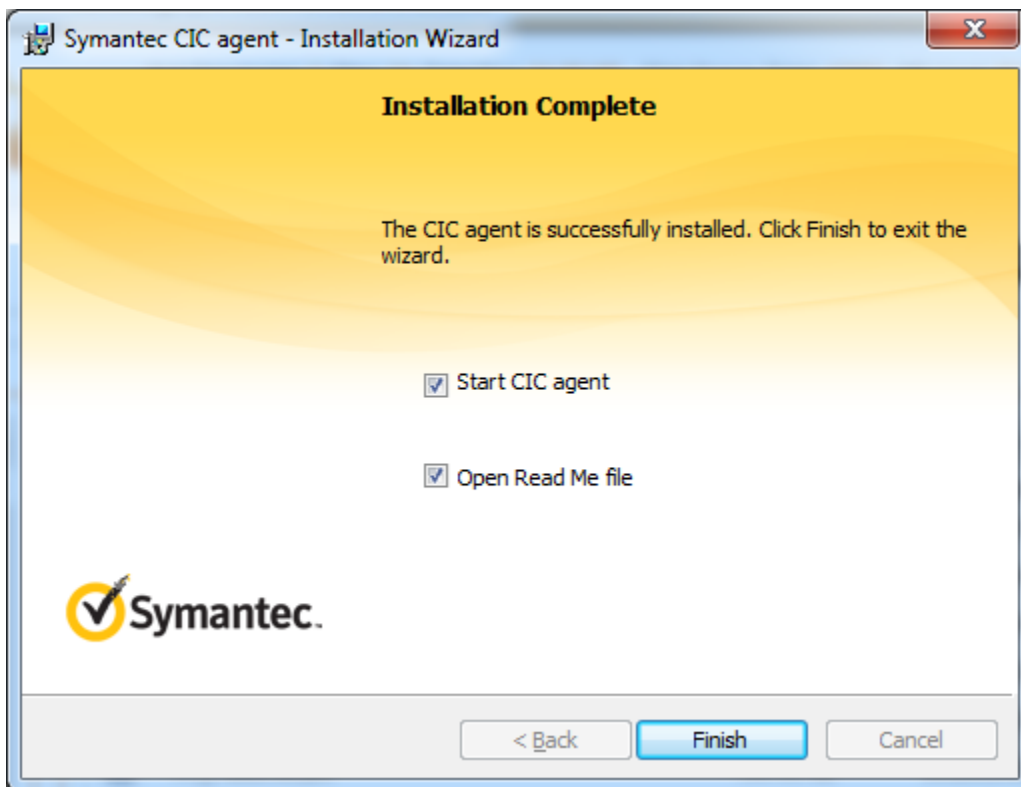 Symantec CIC agent - Installation Wizard
X
Installation Complete
The CIC agent is successfully installed. Click Finish to exit the
wizard.
Start CIC agent
Open Read Me file
Symantec.
< Back
Finish
Cancel